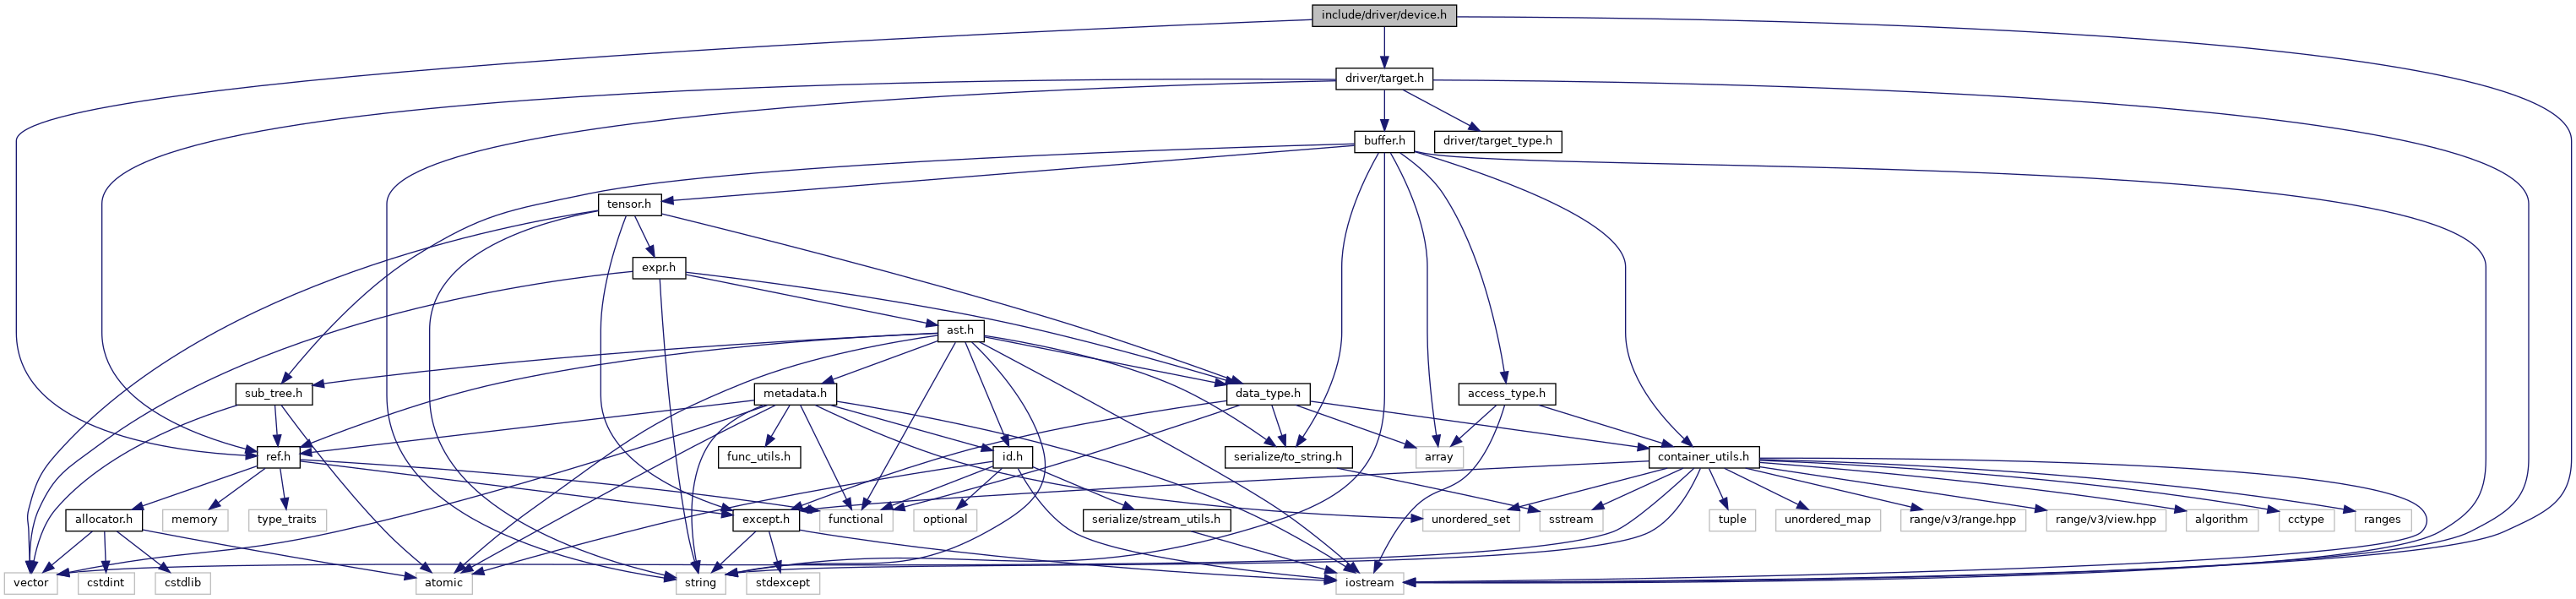 include/driver/device.h
driver/target.h
buffer.h
driver/target_type.h
tensor.h
expr.h
ast.h
sub_tree.h
metadata.h
data_type.h
access_type.h
ref.h
func_utils.h
id.h
serialize/to_string.h
array
container_utils.h
allocator.h
memory
type_traits
except.h
functional
optional
serialize/stream_utils.h
unordered_set
sstream
tuple
unordered_map
range/v3/range.hpp
range/v3/view.hpp
algorithm
cctype
ranges
vector
cstdint
cstdlib
atomic
string
stdexcept
iostream